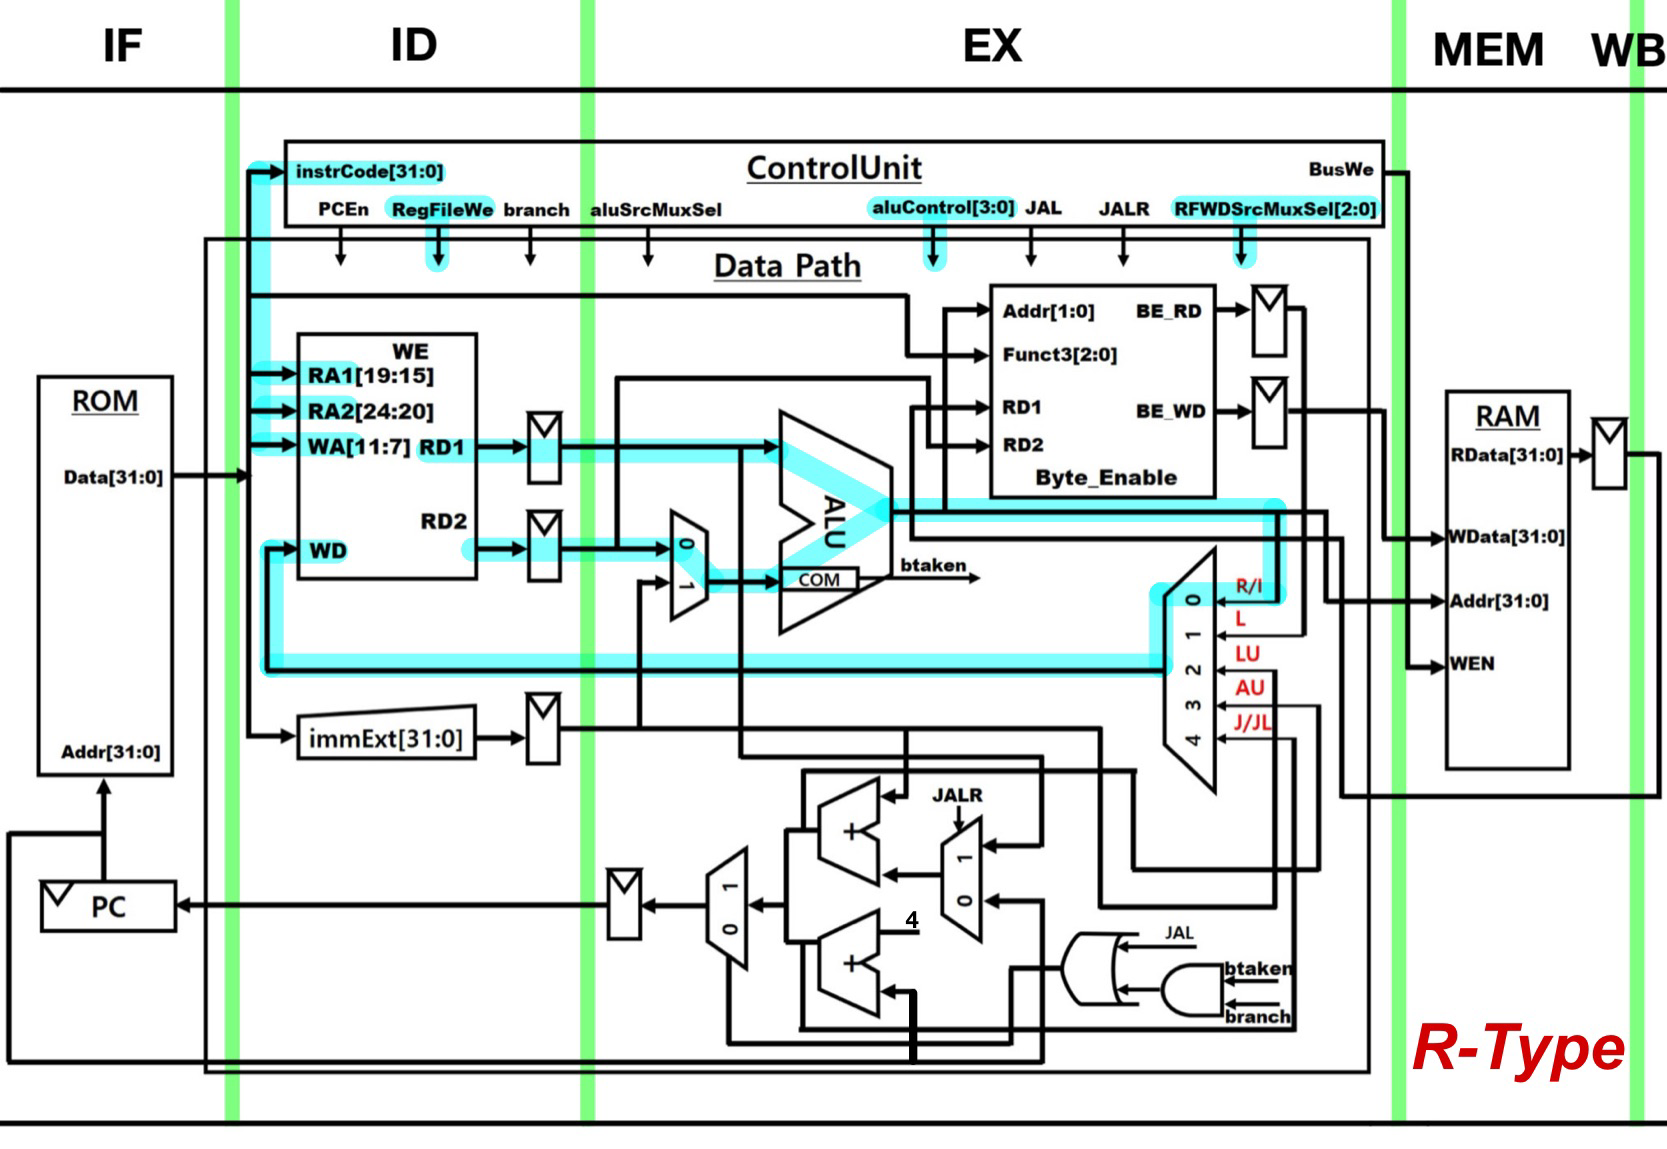 IF ID EX MEM WB
instrCode[31:0] ControlUnit BusWe
PCEn RegFileWe branch aluSrcMuxSel aluControl[3:0] JAL JALR RFWDSrcMuxSel[2:0]
Data Path
ROM
Data[31:0]
Addr[31:0]
PC
WE
RA1[19:15]
RA2[24:20]
WA[11:7] RD1
RD2
WD
immExt[31:0]
0
1
ALU
COM
btaken
Addr[1:0] BE_RD
Funct3[2:0]
RD1 BE_WD
RD2
Byte_Enable
0 R/I
1 L
2 LU
3 AU
4 J/JL
RAM
RData[31:0]
WData[31:0]
Addr[31:0]
WEN
+
JALR
1
0
1
0
4
+
JAL
btaken
branch
R-Type